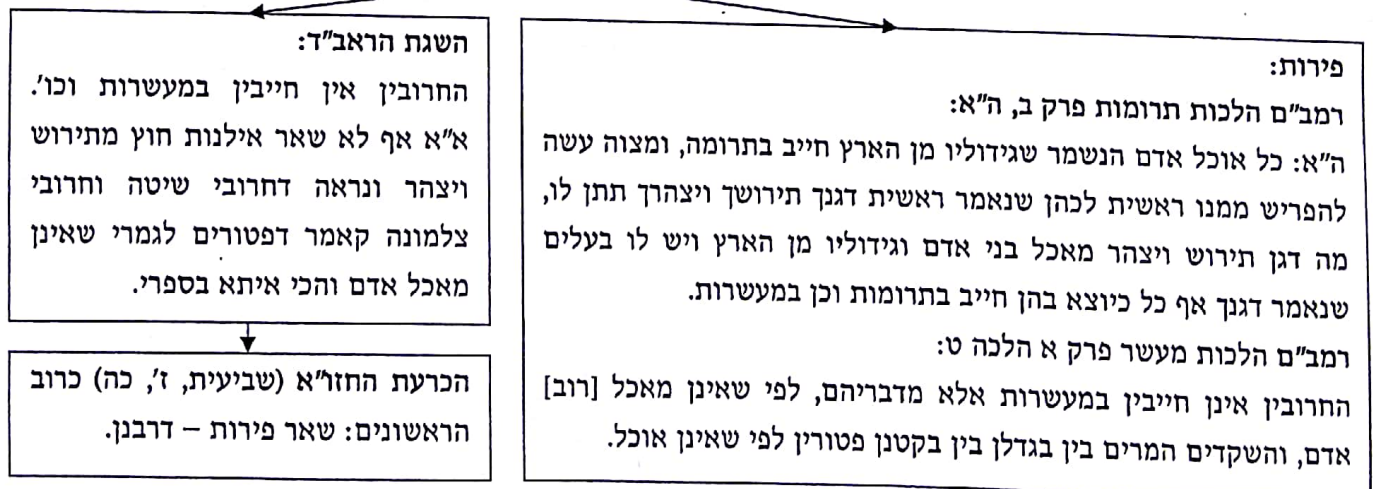 פירות:
רמב"ם הלכות תרומות פרק ב, ה"א:
ה"א: כל אוכל אדם הנשמר שגידוליו מן הארץ חייב בתרומה, ומצוה עשה
להפריש ממנו ראשית לכהן שנאמר ראשית דגנך תירושך ויצהרך תתן לו,
מה דגן תירוש ויצהר מאכל בני אדם וגידוליו מן הארץ ויש לו בעלים
שנאמר דגנך אף כל כיוצא בהן חייב בתרומות וכן במעשרות.
רמב"ם הלכות מעשר פרק א הלכה ט:
החרובין אינן חייבין במעשרות אלא מדבריהם, לפי שאינן מאכל [רוב]
אדם, והשקדים המרים בין בגדלן בין בקטנן פטורין לפי שאינן אוכל.
השגת הראב"ד:
החרובין אין חייבין במעשרות וכו'.
א"א אף לא שאר אילנות חוץ מתירוש
ויצהר ונראה דחרובי שיטה וחרובי
צלמונה קאמר דפטורים לגמרי שאינן
מאכל אדם והכי איתא בספרי.
הכרעת החזו"א (שביעית, ז', כה) כרוב
הראשונים: שאר פירות – דרבנן.